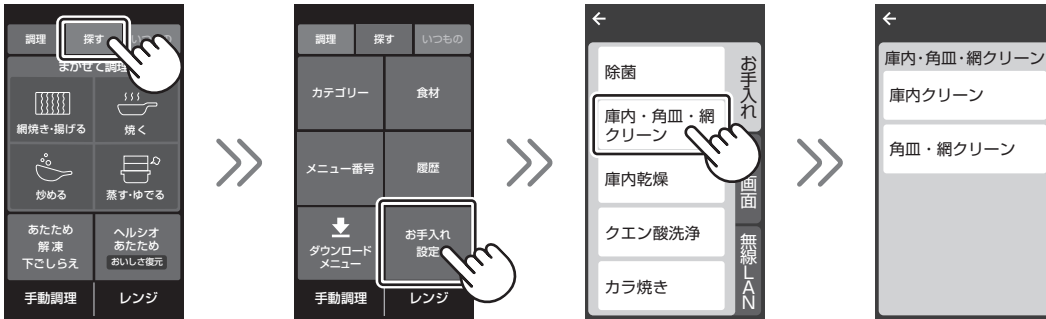 調理 探す いつもの
まかせて調理
網焼き・揚げる 焼く
炒める 蒸す・ゆでる
あたため
解凍
下ごしらえ
ヘルシオ
あたため
おいしさ復元
手動調理 レンジ
調理 探す いつもの
カテゴリー 食材
メニュー番号 履歴
ダウンロード
メニュー
お手入れ
設定
手動調理 レンジ
除菌
庫内・角皿・網
クリーン
庫内乾燥
クエン酸洗浄
カラ焼き
お手入れ
画面
無線LAN
庫内・角皿・網クリーン
庫内クリーン
角皿・網クリーン